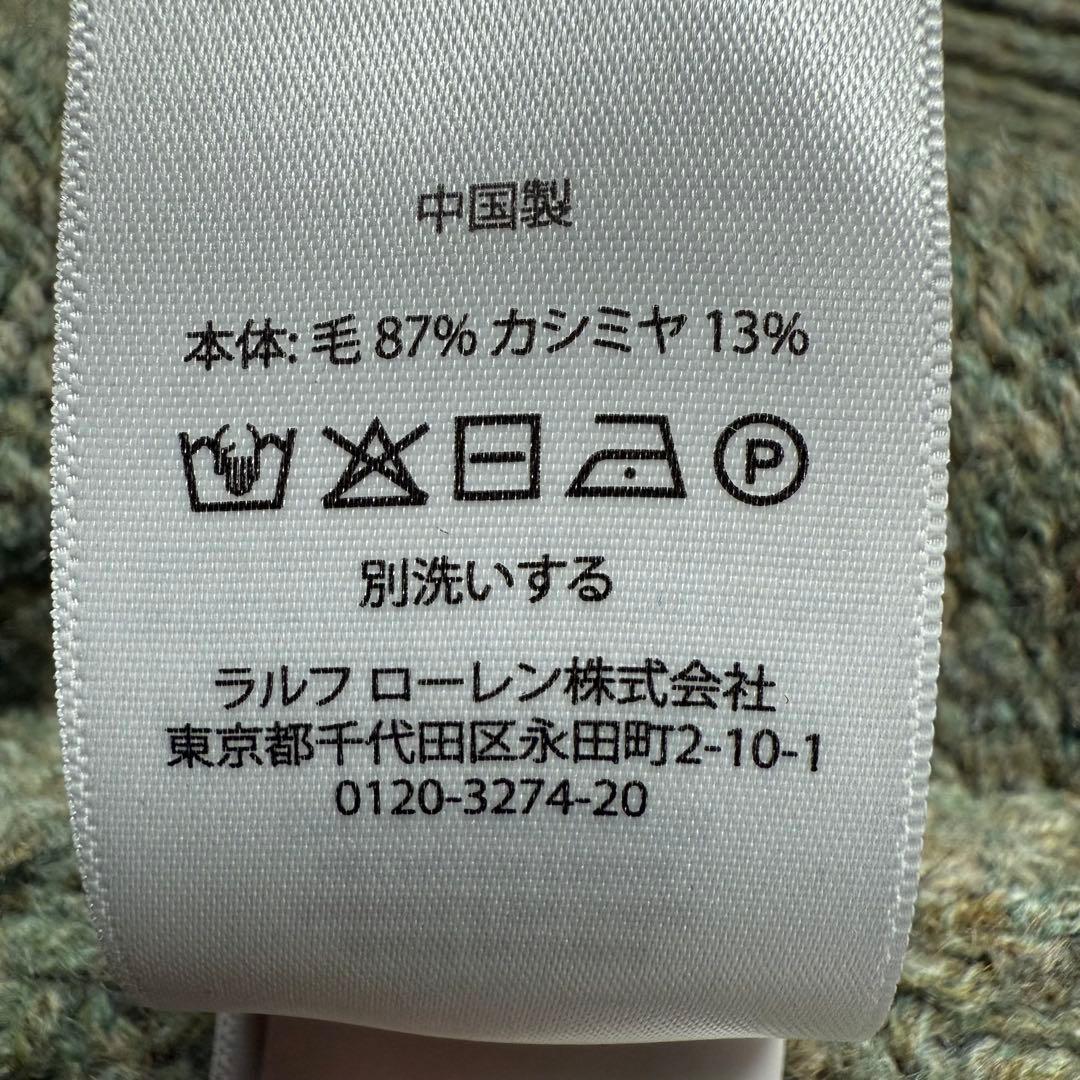 中国製
本体: 毛 87% カシミヤ 13%
P
別洗いする
ラルフ ローレン株式会社
東京都千代田区永田町2-10-1
0120-3274-20